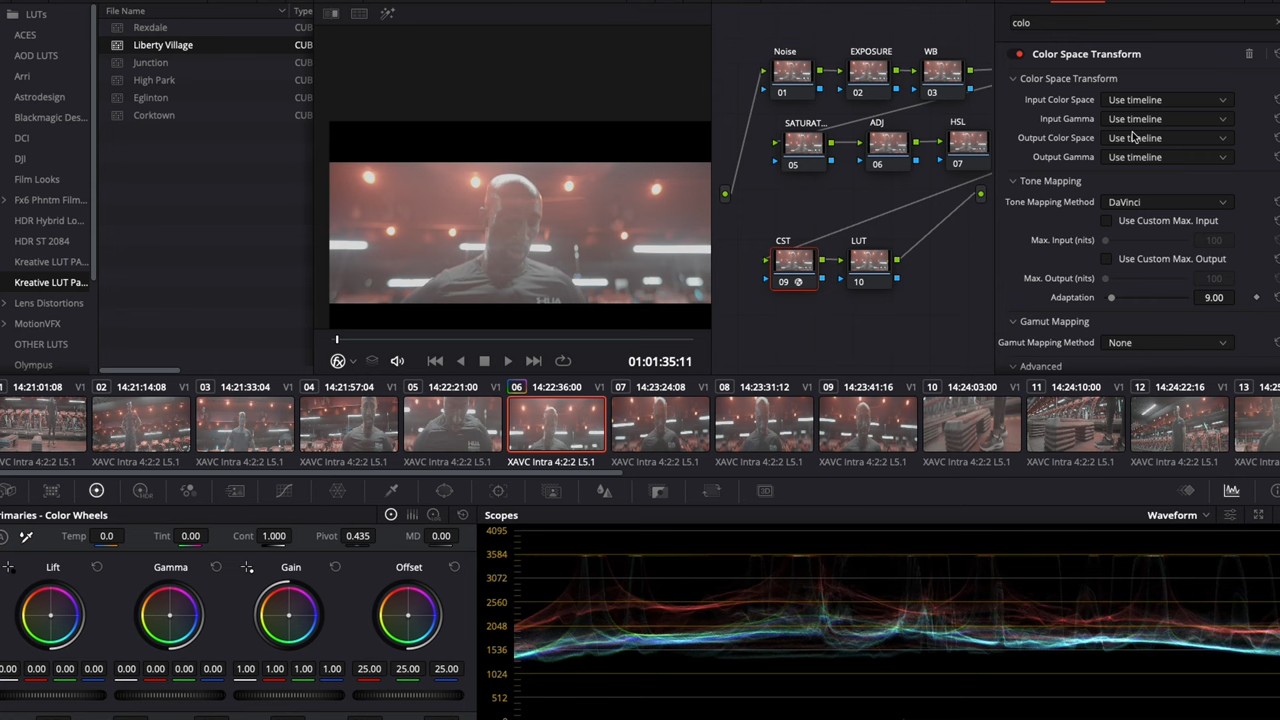 LUTs
ACES
AOD LUTS
Arri
Astrodesign
Blackmagic Des...
DCI
DJI
Film Looks
Fx6 Phntm Film...
HDR Hybrid Lo...
HDR ST 2084
Kreative LUT PA...
Kreative LUT Pa...
Lens Distortions
MotionVFX
OTHER LUTS
Olympus
File Name Type
Rexdale CUB
Liberty Village CUB
Junction CUB
High Park CUB
Eglinton CUB
Corktown CUB
01:01:35:11
Noise EXPOSURE WB
01 02 03
SATURAT... ADJ HSL
05 06 07
CST LUT
09 10
colo
Color Space Transform
Color Space Transform
Input Color Space Use timeline
Input Gamma Use timeline
Output Color Space Use timeline
Output Gamma Use timeline
Tone Mapping
Tone Mapping Method DaVinci
Use Custom Max. Input
Max. Input (nits) 100
Use Custom Max. Output
Max. Output (nits) 100
Adaptation 9.00
Gamut Mapping
Gamut Mapping Method None
Advanced
14:21:01:08 V1 02 14:21:14:08 V1 03 14:21:33:04 V1 04 14:21:57:04 V1 05 14:22:21:00 V1 06 14:22:36:00 V1 07 14:23:24:08 V1 08 14:23:31:12 V1 09 14:23:41:16 V1 10 14:24:03:00 V1 11 14:24:10:00 V1 12 14:24:22:16 V1 13 14:25
VC Intra 4:2:2 L5.1 XAVC Intra 4:2:2 L5.1 XAVC Intra 4:2:2 L5.1 XAVC Intra 4:2:2 L5.1 XAVC Intra 4:2:2 L5.1 XAVC Intra 4:2:2 L5.1 XAVC Intra 4:2:2 L5.1 XAVC Intra 4:2:2 L5.1 XAVC Intra 4:2:2 L5.1 XAVC Intra 4:2:2 L5.1 XAVC Intra 4:2:2 L5.1 XAVC Intra 4:2:2 L5.1 XAVC Intr
rimaries - Color Wheels
Temp 0.0 Tint 0.00 Cont 1.000 Pivot 0.435 MD 0.00
Lift Gamma Gain Offset
0.00 0.00 0.00 0.00 0.00 0.00 0.00 0.00 1.00 1.00 1.00 1.00 25.00 25.00 25.00
Scopes Waveform
4095
3584
3072
2560
2048
1536
1024
512